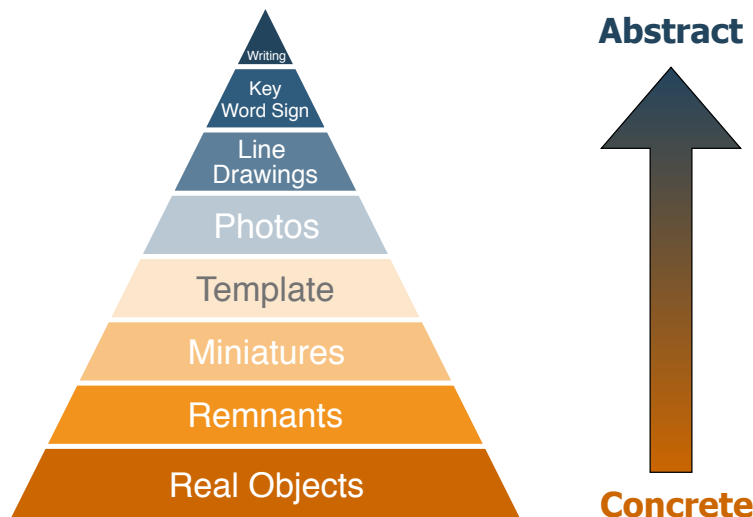 Writing
Key
Word Sign
Line
Drawings
Photos
Template
Miniatures
Remnants
Real Objects
Abstract
Concrete